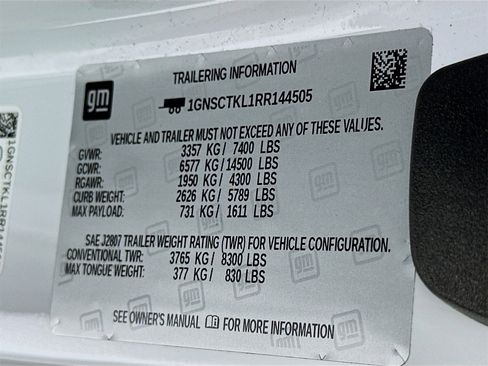 gm
TRAILERING INFORMATION
1GNSCTKL1RR144505
VEHICLE AND TRAILER MUST NOT EXCEED ANY OF THESE VALUES.
GVWR: 3357 KG/ 7400 LBS
GCWR: 6577 KG/14500 LBS
RGAWR: 1950 KG/ 4300 LBS
CURB WEIGHT: 2626 KG/ 5789 LBS
MAX PAYLOAD: 731 KG/ 1611 LBS
SAE J2807 TRAILER WEIGHT RATING (TWR) FOR VEHICLE CONFIGURATION.
CONVENTIONAL TWR: 3765 KG/ 8300 LBS
MAX TONGUE WEIGHT: 377 KG/ 830 LBS
SEE OWNER'S MANUAL FOR MORE INFORMATION